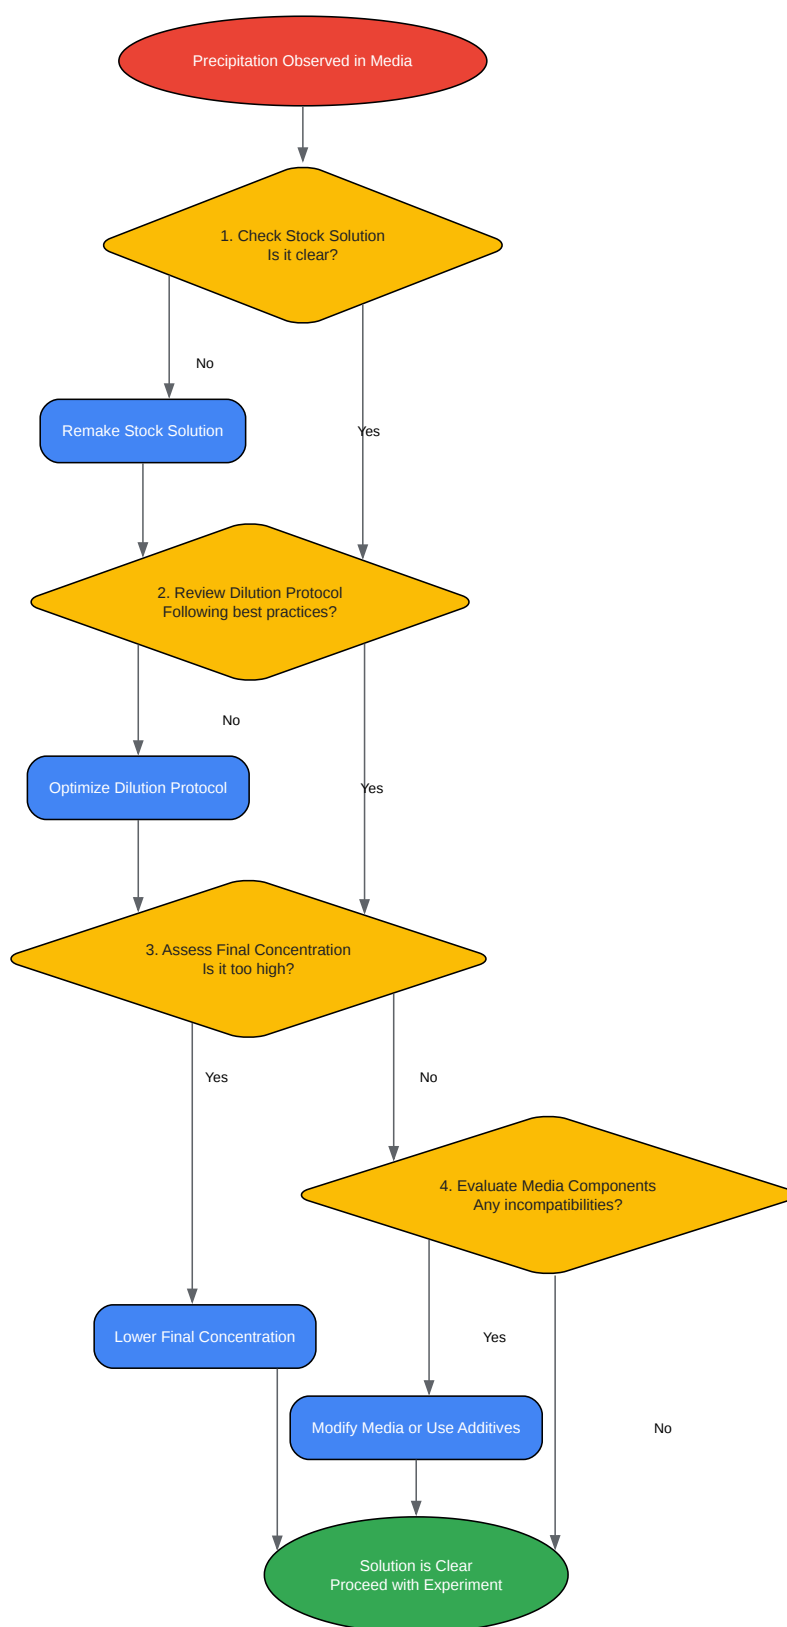 Precipitation Observed in Media
1. Check Stock Solution
Is it clear?
No
Remake Stock Solution
Yes
2. Review Dilution Protocol
Following best practices?
No
Optimize Dilution Protocol
Yes
3. Assess Final Concentration
Is it too high?
Yes
No
4. Evaluate Media Components
Any incompatibilities?
Lower Final Concentration
Yes
Modify Media or Use Additives
No
Solution is Clear
Proceed with Experiment